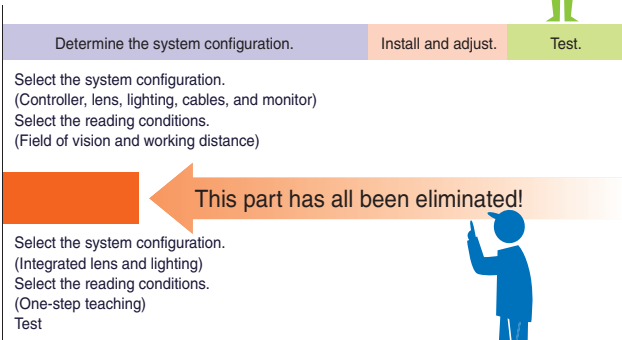 Determine the system configuration.
Install and adjust.
Test.
Select the system configuration.
(Controller, lens, lighting, cables, and monitor)
Select the reading conditions.
(Field of vision and working distance)
This part has all been eliminated!
Select the system configuration.
(Integrated lens and lighting)
Select the reading conditions.
(One-step teaching)
Test